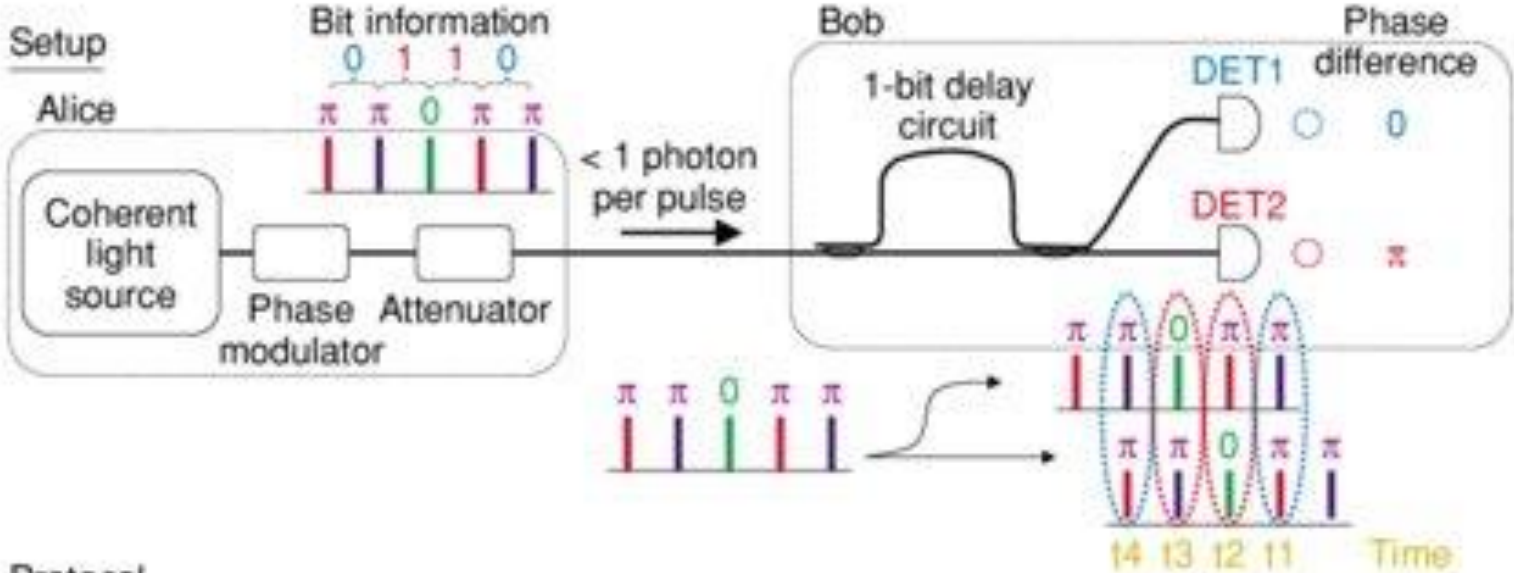 Setup
Bit information
0 1 1 0
Alice
π π 0 π π
Coherent
light
source
Phase
modulator
Attenuator
< 1 photon
per pulse
Bob
1-bit delay
circuit
DET1
Phase
difference
0
DET2
π
π π 0 π π
π π 0 π π
π π 0 π π
t4 t3 t2 t1 Time